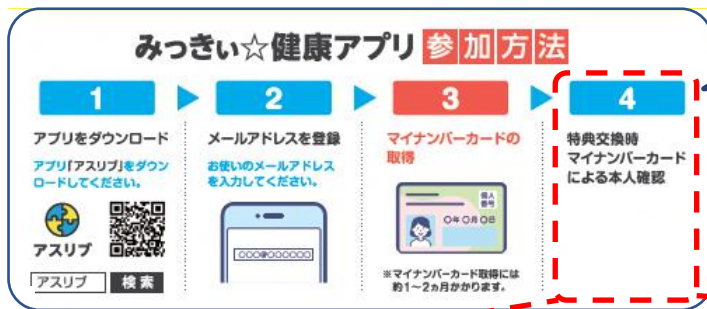 みっきぃ☆健康アプリ 参加方法
1
アプリをダウンロード
アプリ「アスリブ」をダウン
ロードしてください。
アスリブ
アスリブ 検索
2
メールアドレスを登録
お使いのメールアドレス
を入力してください。
○○○@○○○○○○
3
マイナンバーカードの
取得
個人
番号
○年○月○日
※マイナンバーカード取得には
約1~2ヵ月かかります。
4
特典交換時
マイナンバーカード
による本人確認